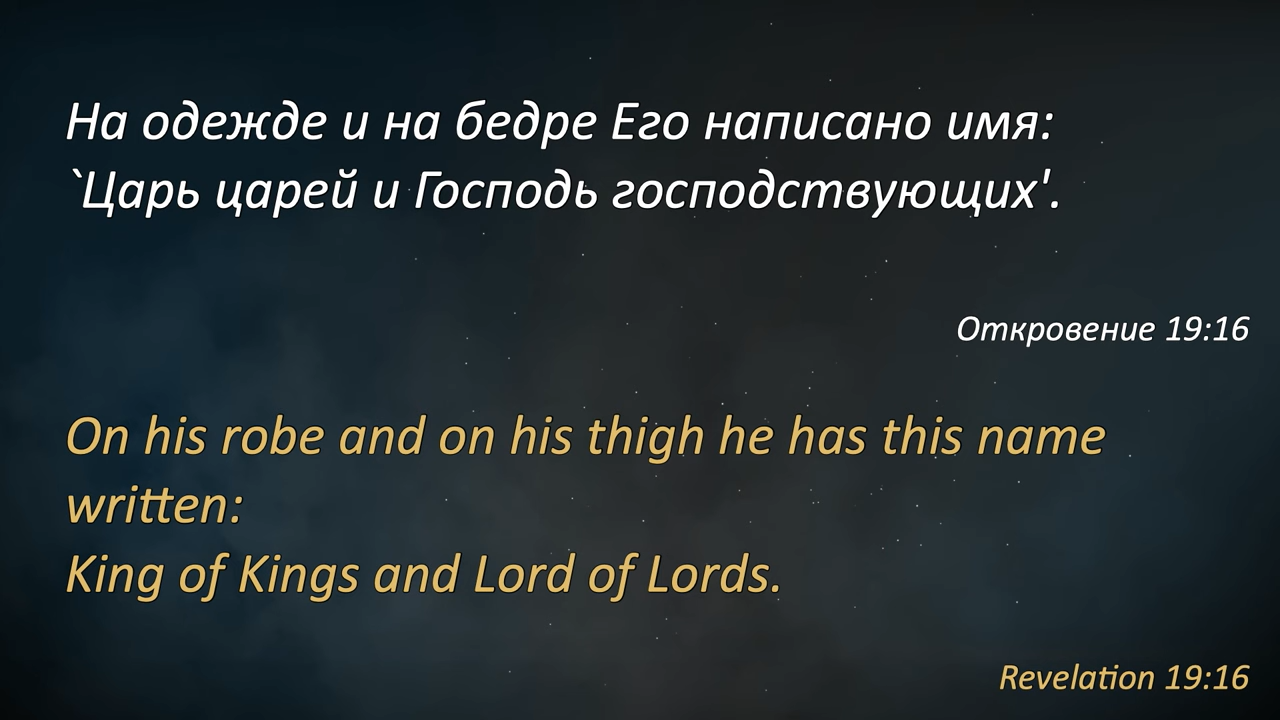 На одежде и на бедре Его написано имя:
`Царь царей и Господь господствующих'.
Откровение 19:16
On his robe and on his thigh he has this name
written:
King of Kings and Lord of Lords.
Revelation 19:16